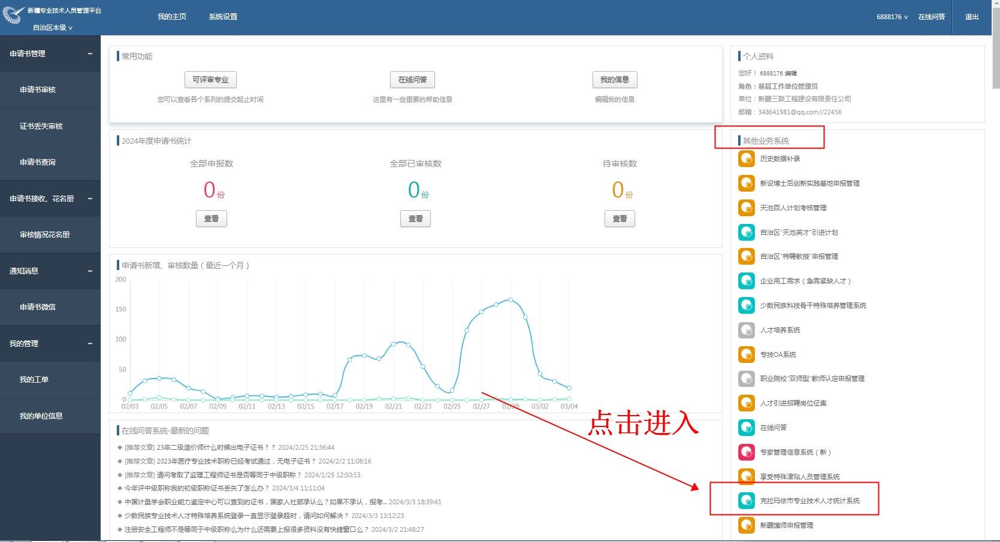 新疆专业技术人员管理平台
自治区本级 ∨
我的主页
系统设置
6888176 ∨
在线问答
退出
申请书管理
申请书审核
证书丢失审核
申请书查询
申请书接收、花名册
审核情况花名册
通知消息
申请书微信
我的管理
我的工单
我的单位信息
常用功能
可评审专业
在线问答
我的信息
您可以查看各个系列的提交起止时间
这里有一些重要的帮助信息
编辑我的信息
2024年度申请书统计
全部申报数
全部已审核数
待审核数
0份
0份
0份
查看
查看
查看
申请书新增、审核数量（最近一个月）
200
150
100
50
0
02/03
02/05
02/07
02/09
02/11
02/13
02/15
02/17
02/19
02/21
02/23
02/25
02/27
02/29
03/02
03/04
点击进入
在线问答系统-最新的问题
◆ [推荐文章] 23年二级造价师什么时候出电子证书？？ 2024/2/25 21:36:44
◆ [推荐文章] 2023年医疗专业技术职称已经考试通过，无电子证书？ 2024/2/2 11:08:16
◆ [推荐文章] 请问考取了监理工程师证书是否等同于中级职称？ 2024/1/29 12:50:53
◆ 今年评中级职称我的初级职称证书丢失了怎么办？ 2024/3/4 11:11:04
◆ 中国计量学会职业能力鉴定中心可以查到的证书，国家人社部承认么？如果不承认，报考... 2024/3/3 18:39:41
◆ 少数民族专业技术人才特殊培养系统登录一直显示登录超时，请问如何解决？ 2024/3/3 13:12:23
◆ 注册安全工程师不是等同于中级职称么为什么还需要上报很多资料没有快捷窗口么？ 2024/3/2 21:48:27
个人资料
您好！ 6888176 编辑
角色：基层工作单位管理员
单位：新疆三联工程建设有限责任公司
邮箱：348641981@qq.com//22456
其他业务系统
历史数据补录
新设博士后创新实践基地申报管理
天池百人计划考核管理
自治区“天池英才”引进计划
自治区“特聘教授”申报管理
企业用工需求（急需紧缺人才）
少数民族科技骨干特殊培养管理系统
人才培养系统
专技OA系统
职业院校“双师型”教师认定申报管理
人才引进招聘岗位征集
在线问答
专家管理信息系统（新）
享受特殊津贴人员管理系统
克拉玛依市专业技术人才统计系统
新疆馕师申报管理